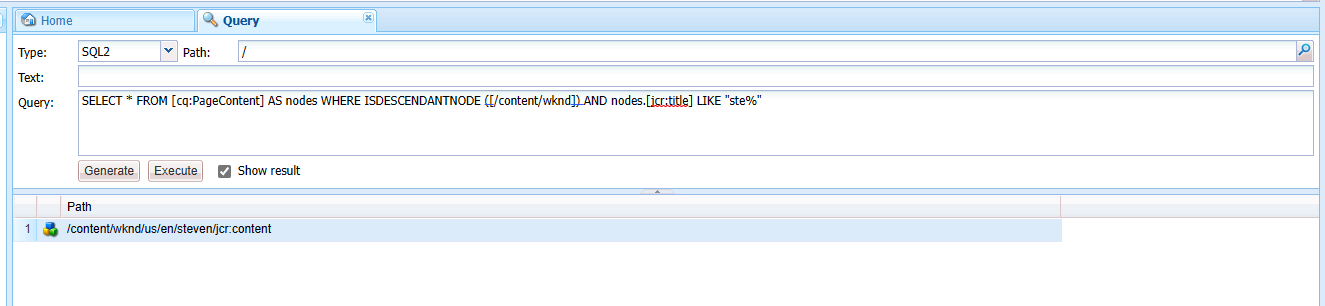 Home Query
Type: SQL2 Path: /
Text:
Query: SELECT * FROM [cq:PageContent] AS nodes WHERE ISDESCENDANTNODE ([/content/wknd]) AND nodes.[jcr:title] LIKE "ste%"
Generate Execute Show result
Path
1 /content/wknd/us/en/steven/jcr:content